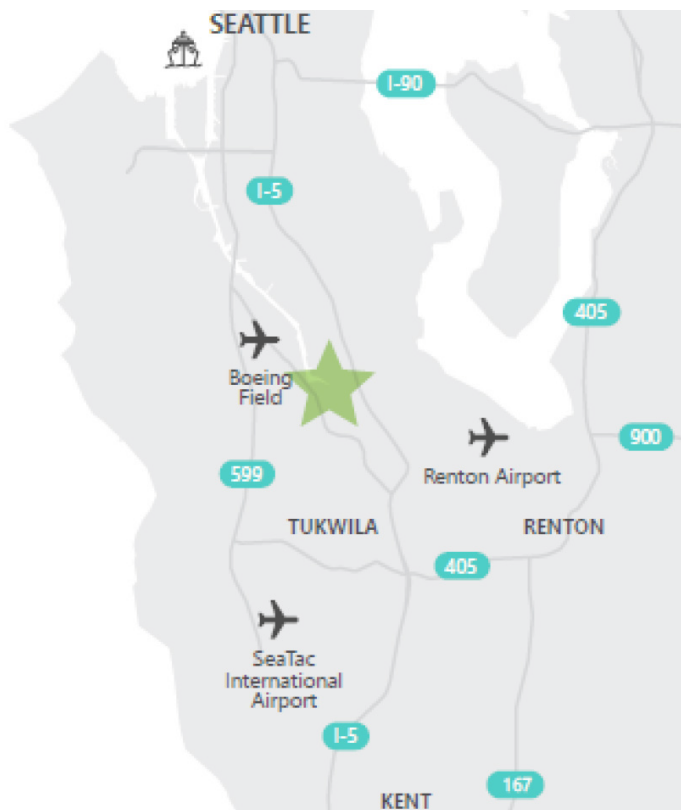 SEATTLE
I-90
I-5
405
Boeing
Field
900
Renton Airport
599
TUKWILA
RENTON
405
SeaTac
International
Airport
I-5
167
KENT